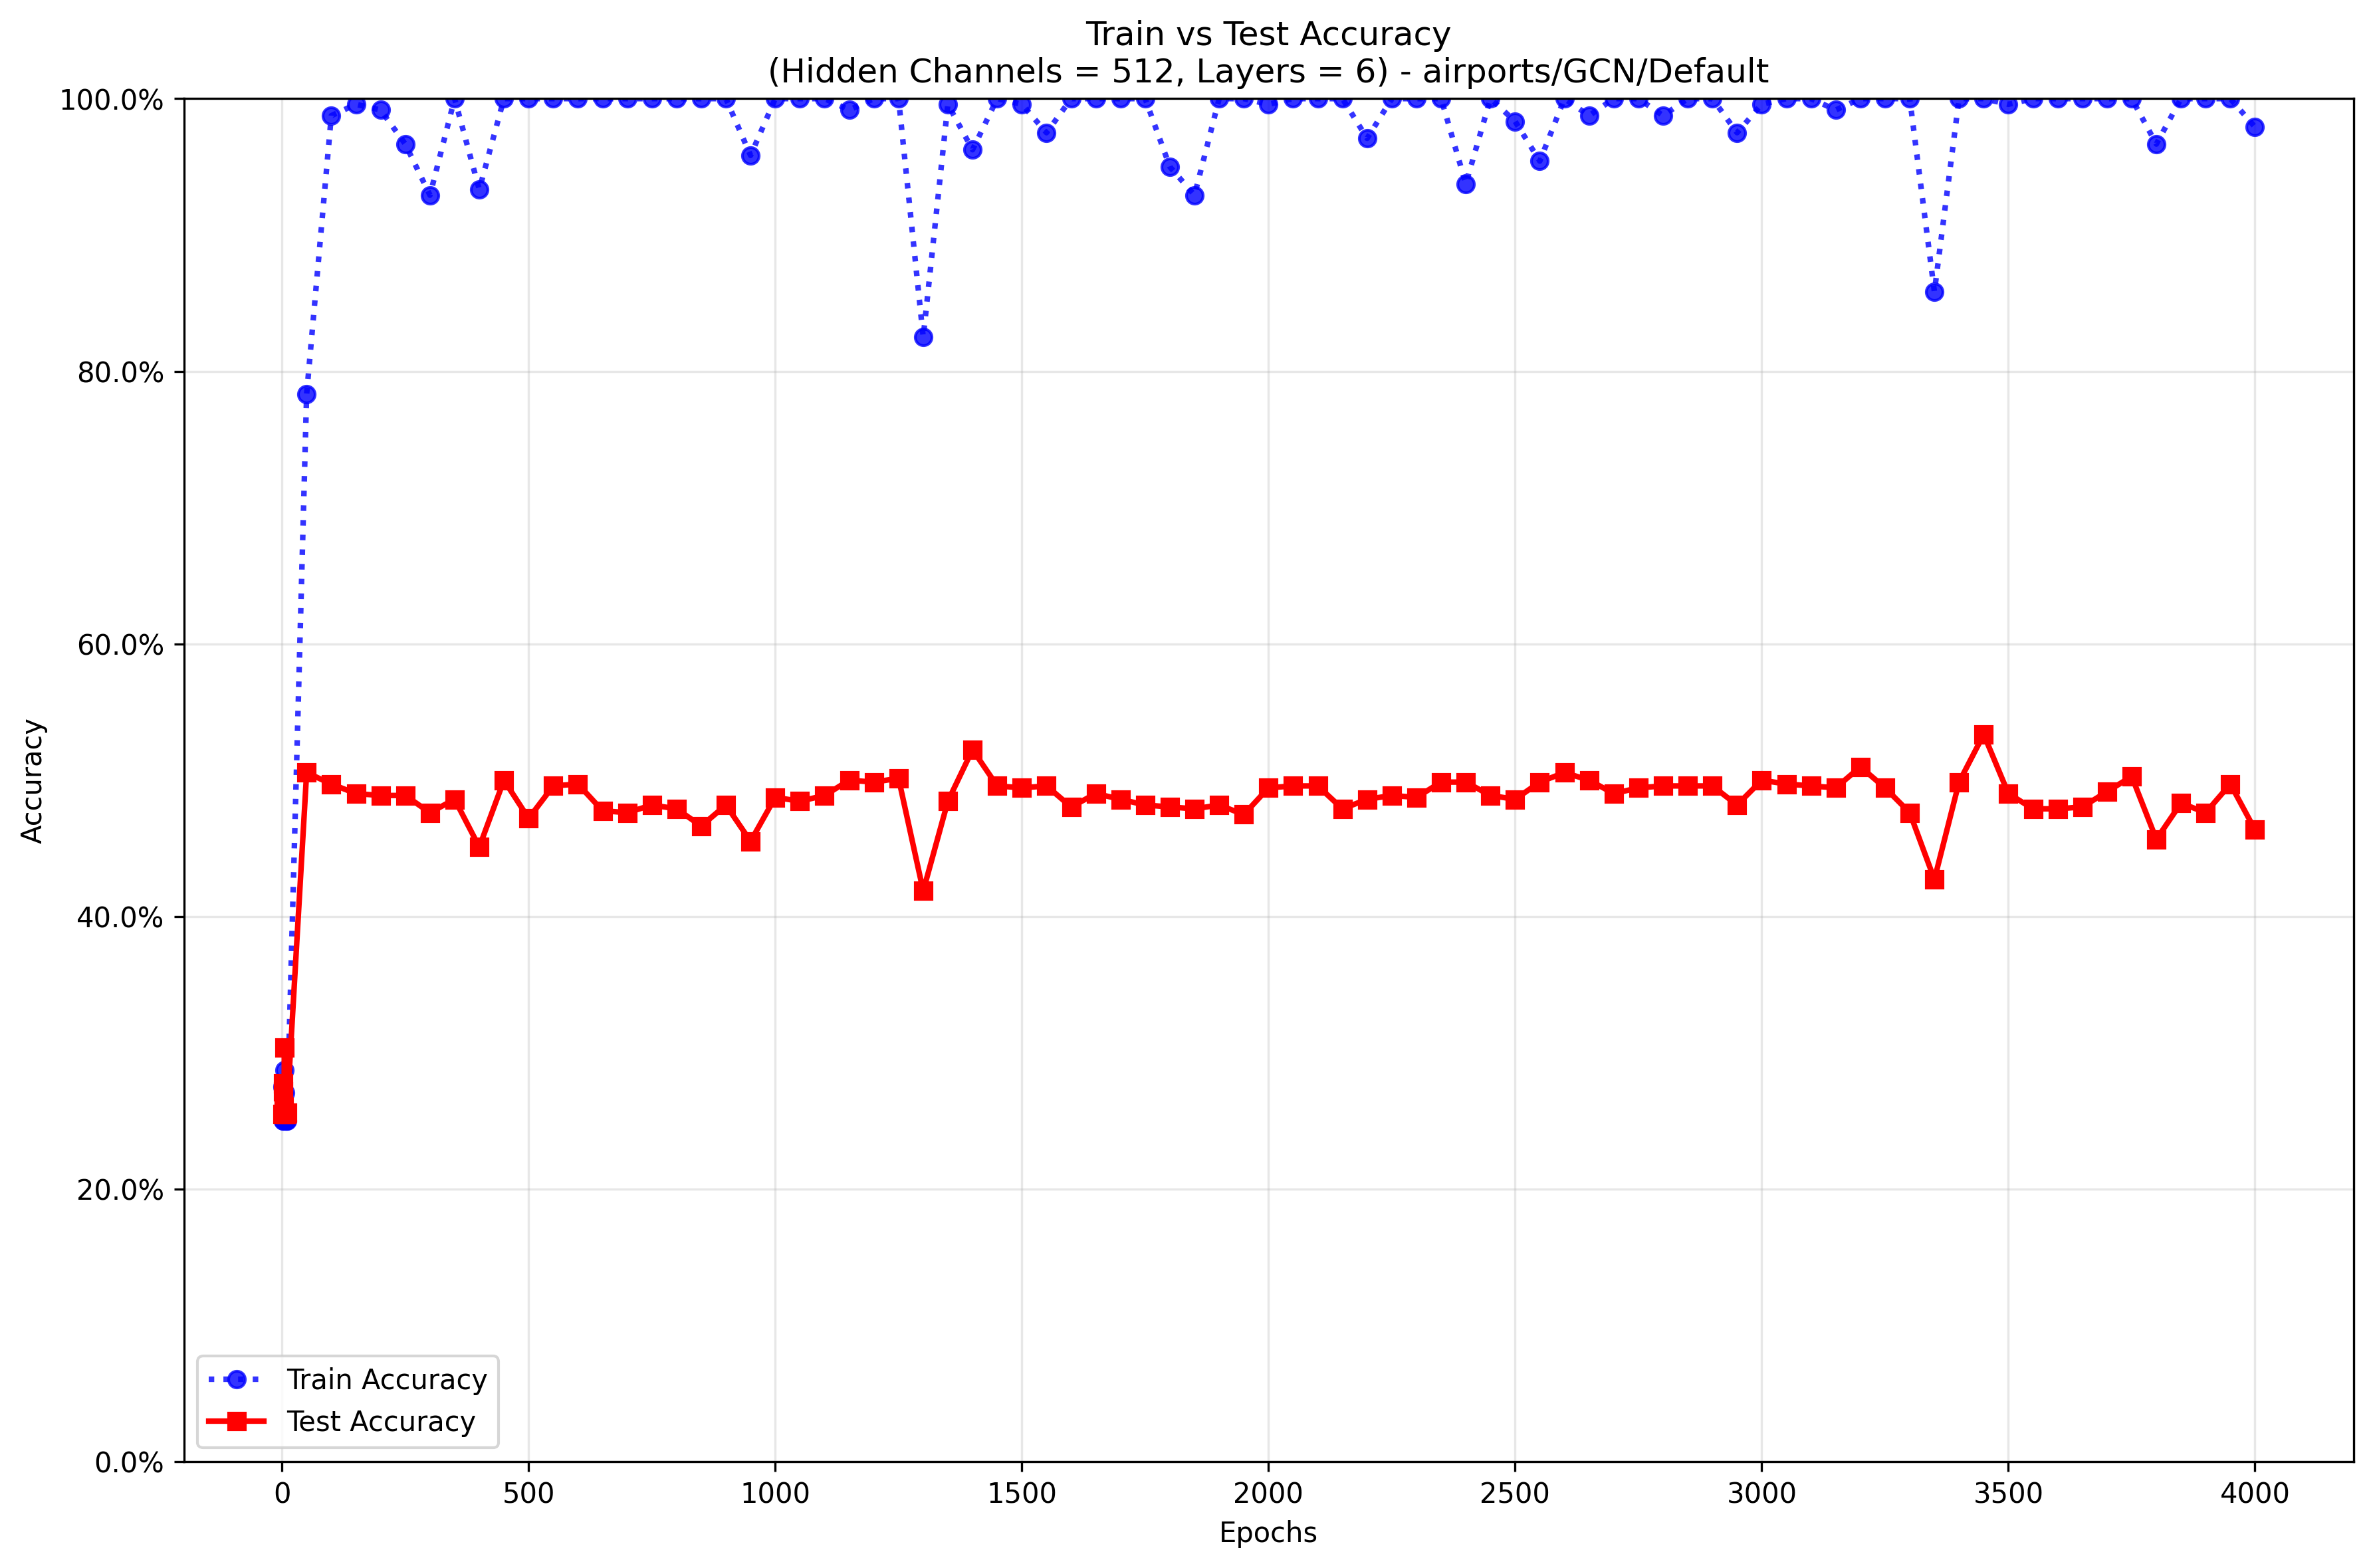 Train vs Test Accuracy
(Hidden Channels = 512, Layers = 6) - airports/GCN/Default
100.0%
80.0%
60.0%
40.0%
20.0%
0.0%
Accuracy
Train Accuracy
Test Accuracy
0 500 1000 1500 2000 2500 3000 3500 4000
Epochs